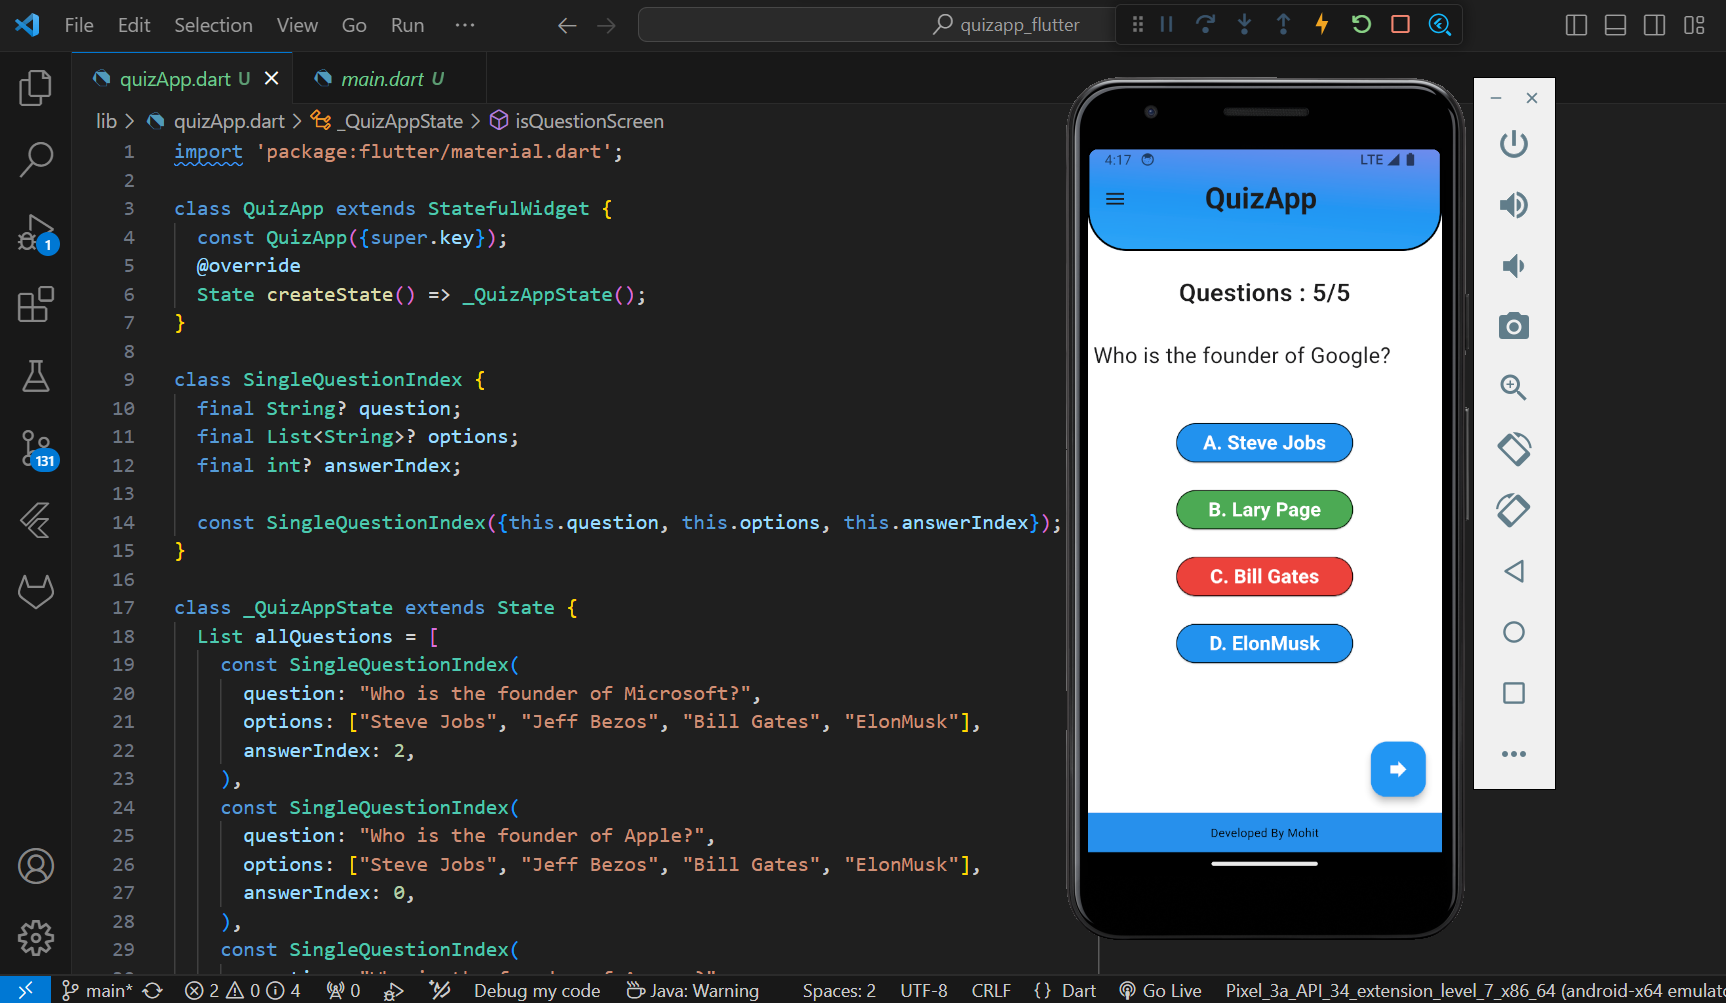 File Edit Selection View Go Run ···
quizapp_flutter
quizApp.dart U
main.dart U
lib > quizApp.dart > _QuizAppState > isQuestionScreen
1 import 'package:flutter/material.dart';
2
3 class QuizApp extends StatefulWidget {
4 const QuizApp({super.key});
5 @override
6 State createState() => _QuizAppState();
7 }
8
9 class SingleQuestionIndex {
10 final String? question;
11 final List<String>? options;
12 final int? answerIndex;
13
14 const SingleQuestionIndex({this.question, this.options, this.answerIndex});
15 }
16
17 class _QuizAppState extends State {
18 List allQuestions = [
19 const SingleQuestionIndex(
20 question: "Who is the founder of Microsoft?",
21 options: ["Steve Jobs", "Jeff Bezos", "Bill Gates", "ElonMusk"],
22 answerIndex: 2,
23 ),
24 const SingleQuestionIndex(
25 question: "Who is the founder of Apple?",
26 options: ["Steve Jobs", "Jeff Bezos", "Bill Gates", "ElonMusk"],
27 answerIndex: 0,
28 ),
29 const SingleQuestionIndex(
1
131
4:17 LTE
QuizApp
Questions : 5/5
Who is the founder of Google?
A. Steve Jobs
B. Lary Page
C. Bill Gates
D. ElonMusk
Developed By Mohit
main* 2 0 4 0 Debug my code Java: Warning Spaces: 2 UTF-8 CRLF {} Dart Go Live Pixel_3a_API_34_extension_level_7_x86_64 (android-x64 emulato